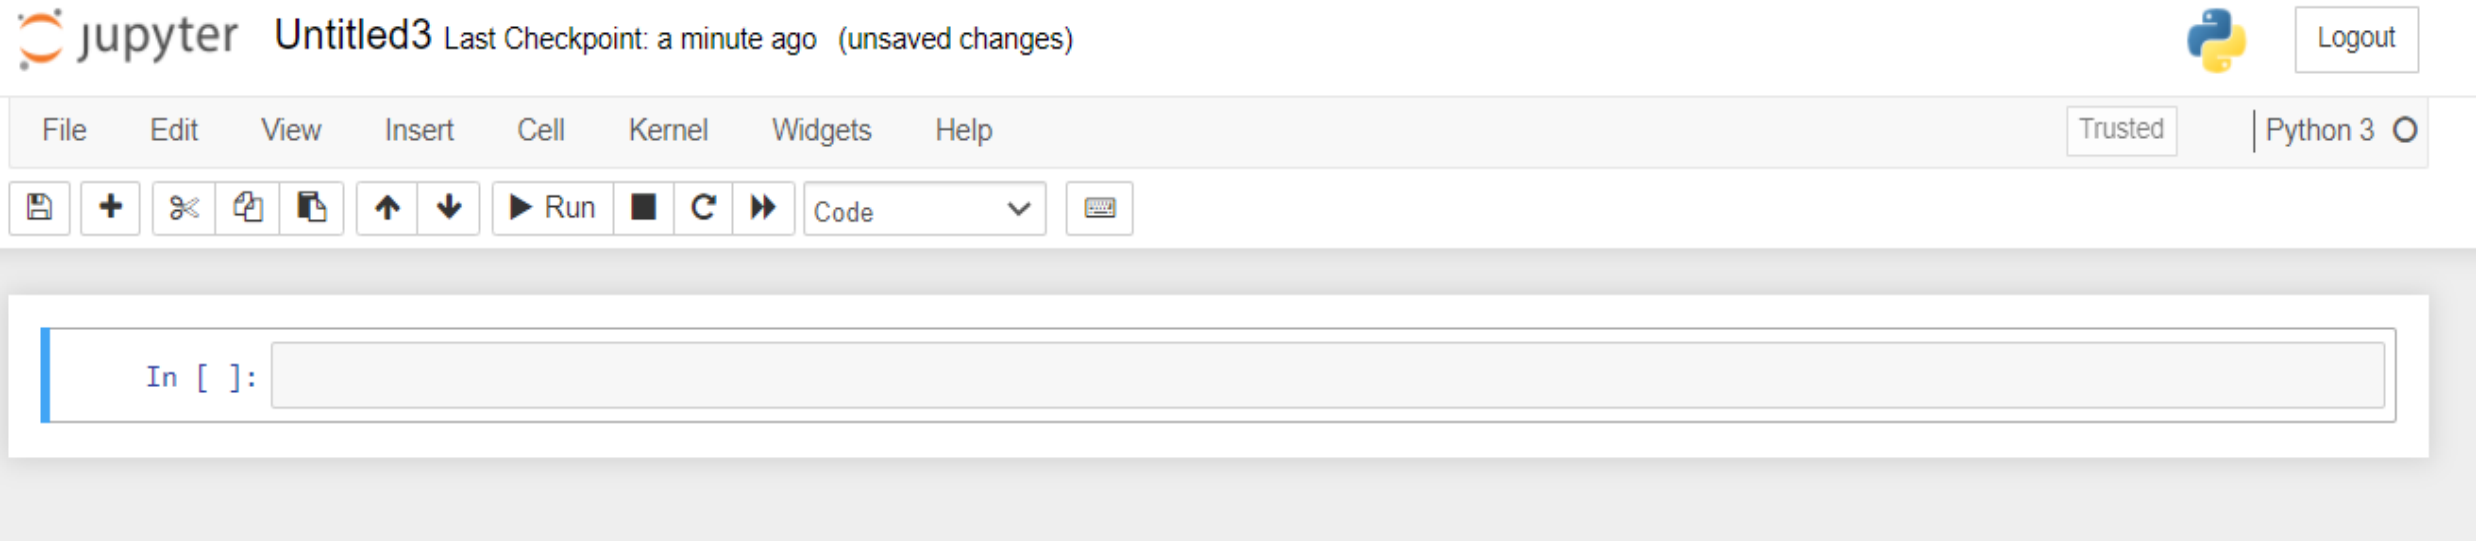 jupyter Untitled3 Last Checkpoint: a minute ago (unsaved changes) Logout
File Edit View Insert Cell Kernel Widgets Help Trusted Python 3
Run Code
In [ ]: